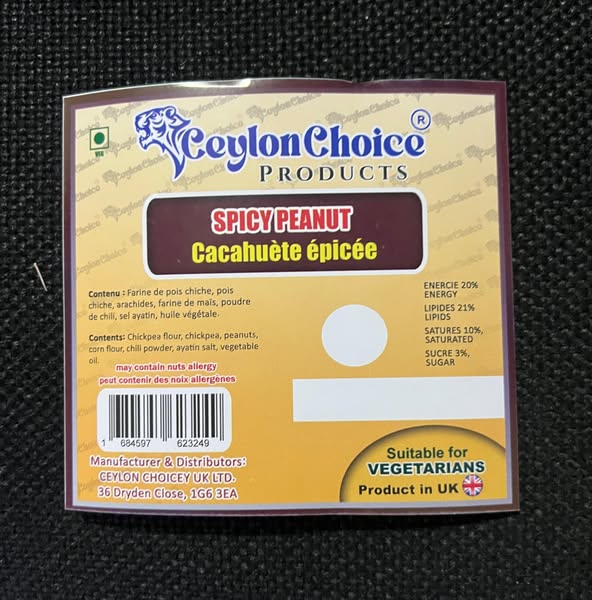 CeylonChoice ®
PRODUCTS
VEG
SPICY PEANUT
Cacahuète épicée
Contenu : Farine de pois chiche, pois
chiche, arachides, farine de maïs, poudre
de chili, sel ayatin, huile végétale.
Contents: Chickpea flour, chickpea, peanuts,
corn flour, chili powder, ayatin salt, vegetable
oil.
may contain nuts allergy
peut contenir des noix allergènes
1 684597 623249
Manufacturer & Distributors:
CEYLON CHOICEY UK LTD.
36 Dryden Close, 1G6 3EA
ENERCIE 20%
ENERGY
LIPIDES 21%
LIPIDS
SATURES 10%,
SATURATED
SUCRE 3%,
SUGAR
Suitable for
VEGETARIANS
Product in UK